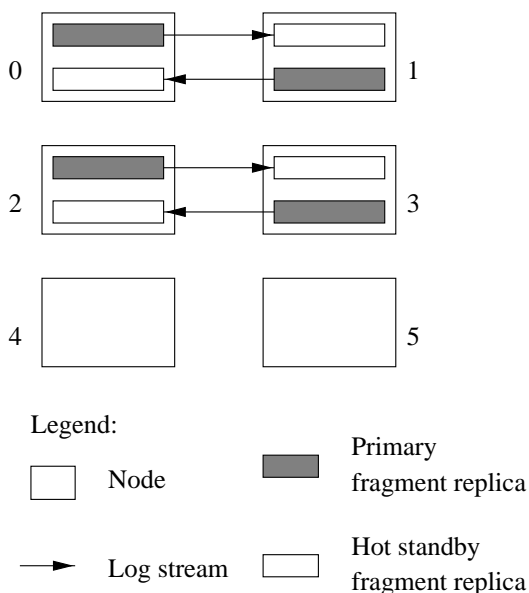 0
1
2
3
4
5
Legend:
Node
Primary
fragment replica
Log stream
Hot standby
fragment replica